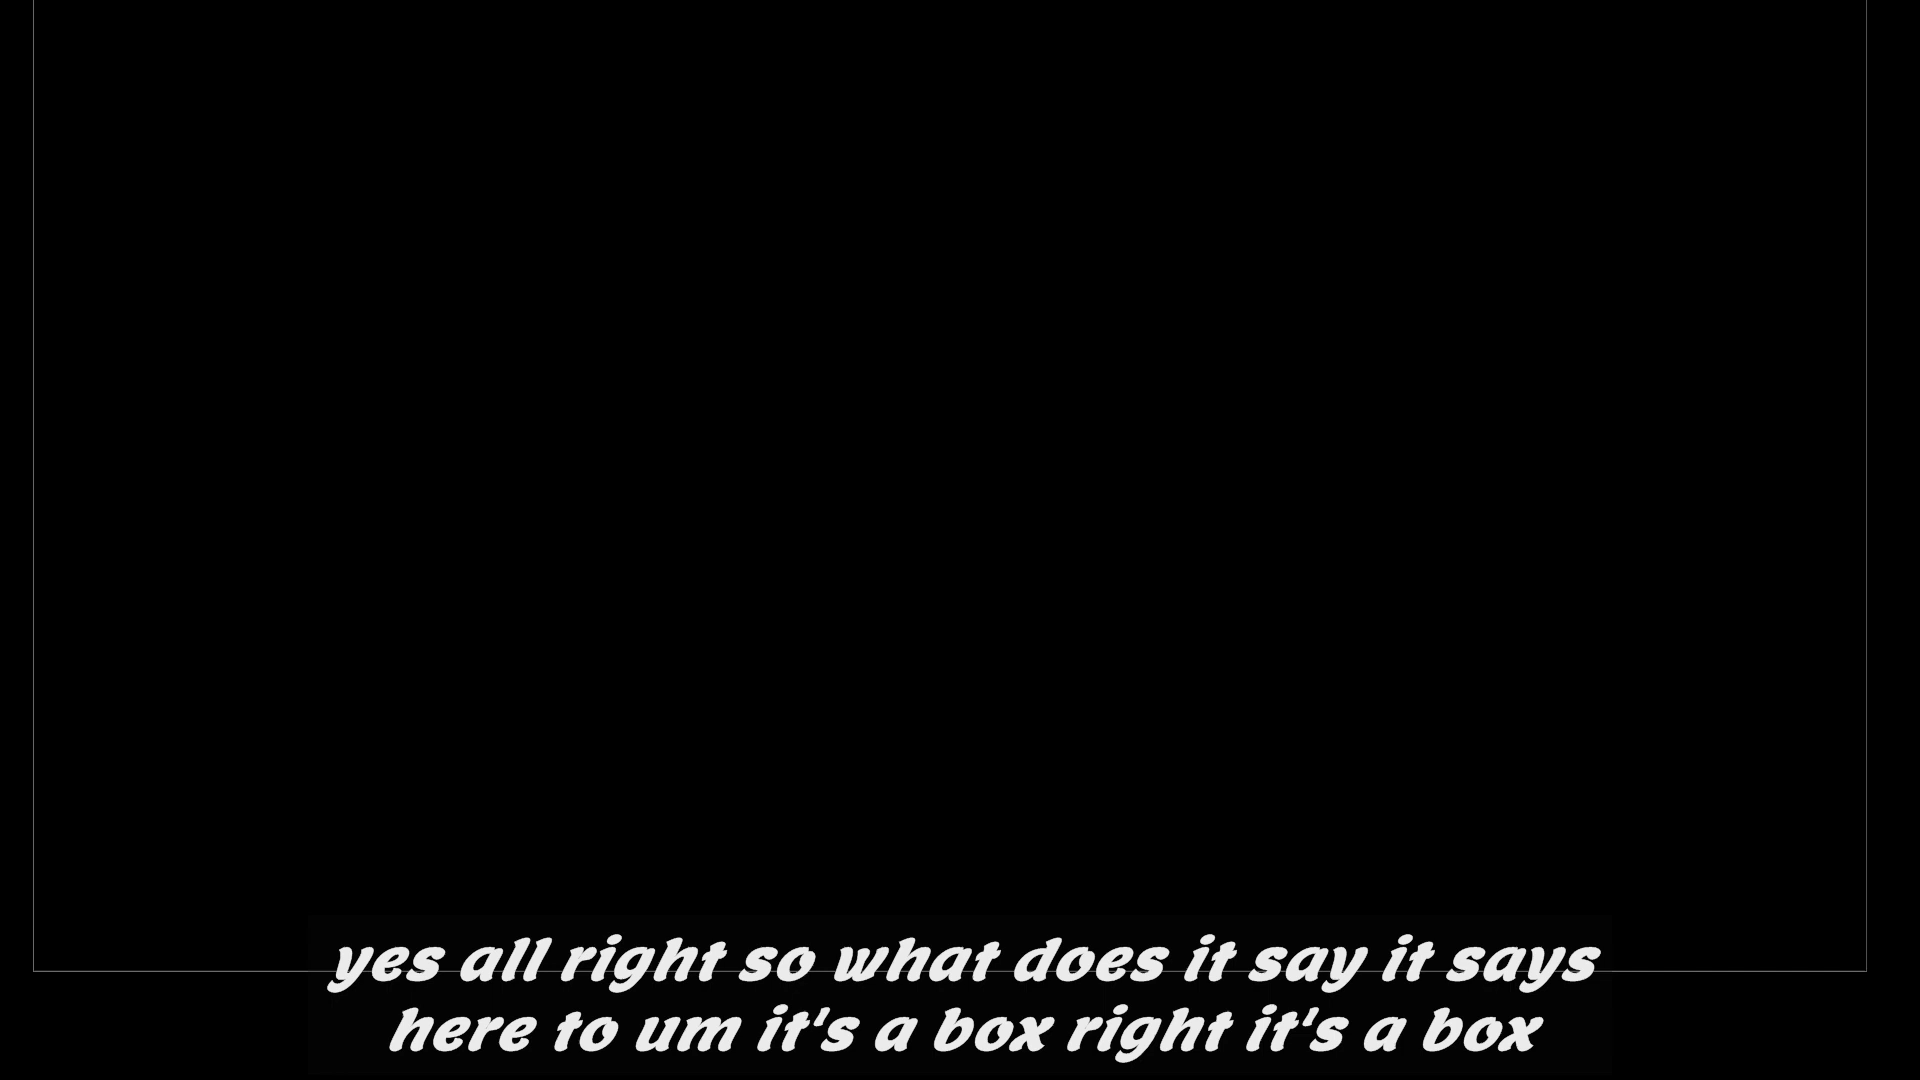 yes all right so what does it say it says
here to um it's a box right it's a box